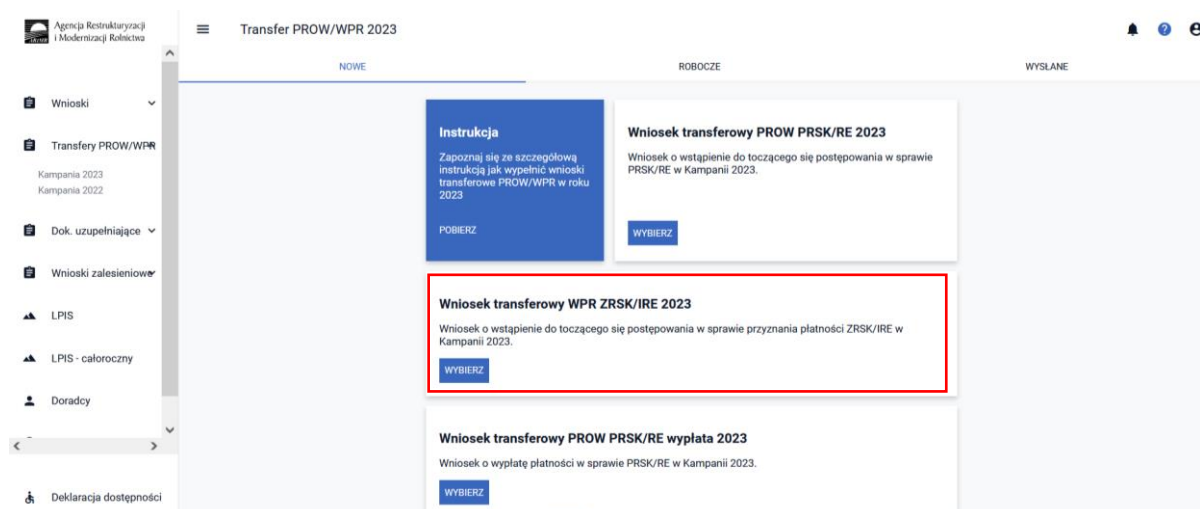 Agencja Restrukturyzacji
i Modernizacji Rolnictwa
Transfer PROW/WPR 2023
NOWE
ROBOCZE
WYSŁANE
Wnioski
Transfery PROW/WPR
Kampania 2023
Kampania 2022
Dok. uzupełniające
Wnioski zalesieniowe
LPIS
LPIS - całoroczny
Doradcy
Deklaracja dostępności
Instrukcja
Zapoznaj się ze szczegółową
instrukcją jak wypełnić wnioski
transferowe PROW/WPR w roku
2023
POBIERZ
Wniosek transferowy PROW PRSK/RE 2023
Wniosek o wstąpienie do toczącego się postępowania w sprawie
PRSK/RE w Kampanii 2023.
WYBIERZ
Wniosek transferowy WPR ZRSK/IRE 2023
Wniosek o wstąpienie do toczącego się postępowania w sprawie przyznania płatności ZRSK/IRE w
Kampanii 2023.
WYBIERZ
Wniosek transferowy PROW PRSK/RE wypłata 2023
Wniosek o wypłatę płatności w sprawie PRSK/RE w Kampanii 2023.
WYBIERZ